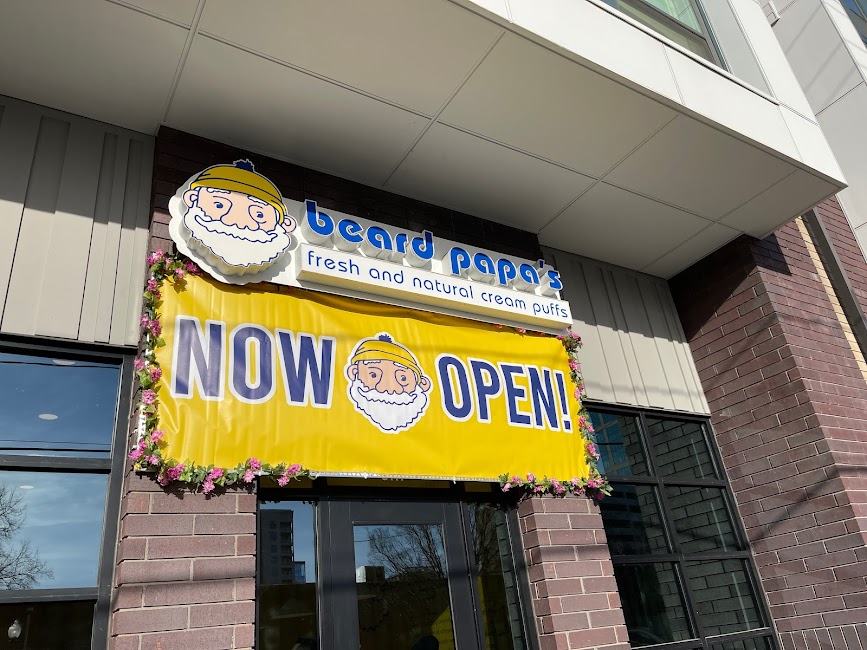 beard papa's
fresh and natural cream puffs
NOW OPEN!